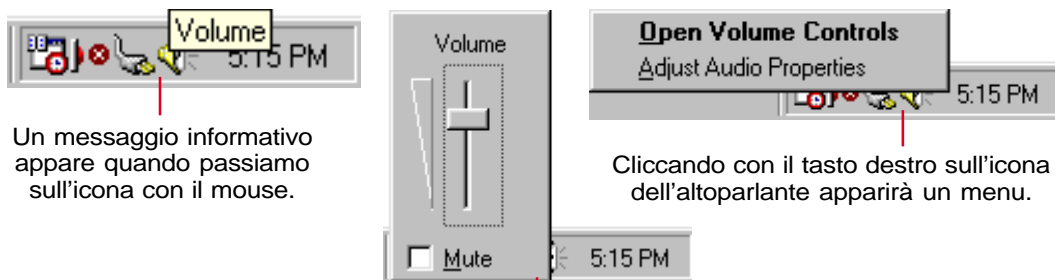 Volume
5:15 PM
Un messaggio informativo
appare quando passiamo
sull'icona con il mouse.
Volume
Mute
5:15 PM
Open Volume Controls
Adjust Audio Properties
5:15 PM
Cliccando con il tasto destro sull'icona
dell'altoparlante apparirà un menu.